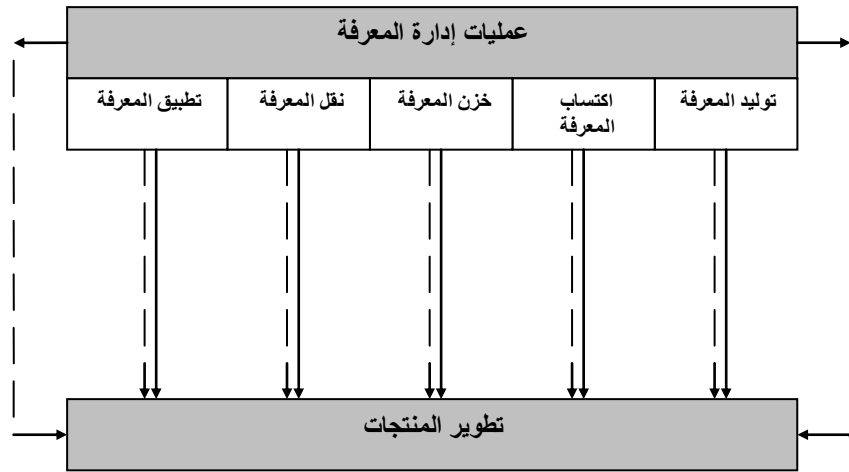 عمليات إدارة المعرفة
توليد المعرفة
اكتساب
المعرفة
خزن المعرفة
نقل المعرفة
تطبيق المعرفة
تطوير المنتجات